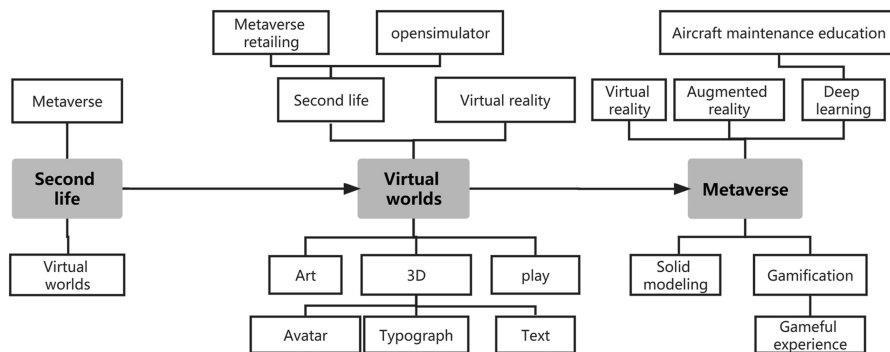 Metaverse
retailing
opensimulator
Aircraft maintenance education
Metaverse
Second life
Virtual reality
Virtual
reality
Augmented
reality
Deep
learning
Second
life
Virtual
worlds
Metaverse
Virtual
worlds
Art
3D
play
Solid
modeling
Gamification
Avatar
Typograph
Text
Gameful
experience